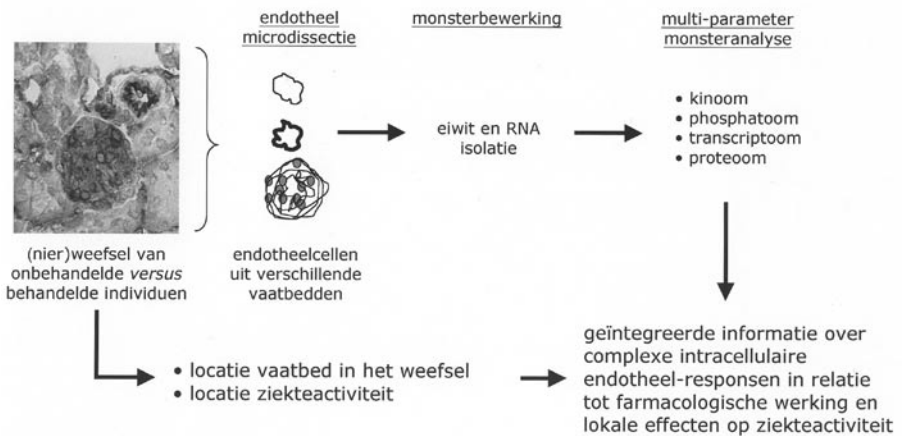 endotheel
microdissectie
monsterbewerking
multi-parameter
monsteranalyse
• kinoom
• phosphatoom
• transcriptoom
• proteoom
eiwit en RNA
isolatie
(nier)weefsel van
onbehandelde versus
behandelde individuen
endotheelcellen
uit verschillende
vaatbedden
• locatie vaatbed in het weefsel
• locatie ziekteactiviteit
geïntegreerde informatie over
complexe intracellulaire
endotheel-responsen in relatie
tot farmacologische werking en
lokale effecten op ziekteactiviteit